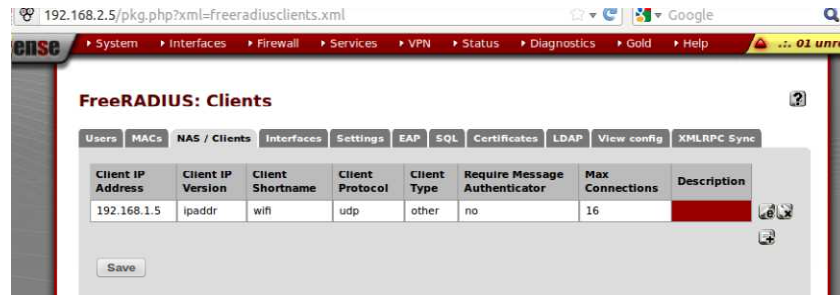 192.168.2.5/pkg.php?xml=freeradiusclients.xml Google
ense System Interfaces Firewall Services VPN Status Diagnostics Gold Help .:. 01 unre
FreeRADIUS: Clients ?
Users MACs NAS / Clients Interfaces Settings EAP SQL Certificates LDAP View config XMLRPC Sync
Client IP Address Client IP Version Client Shortname Client Protocol Client Type Require Message Authenticator Max Connections Description
192.168.1.5 ipaddr wifi udp other no 16
Save